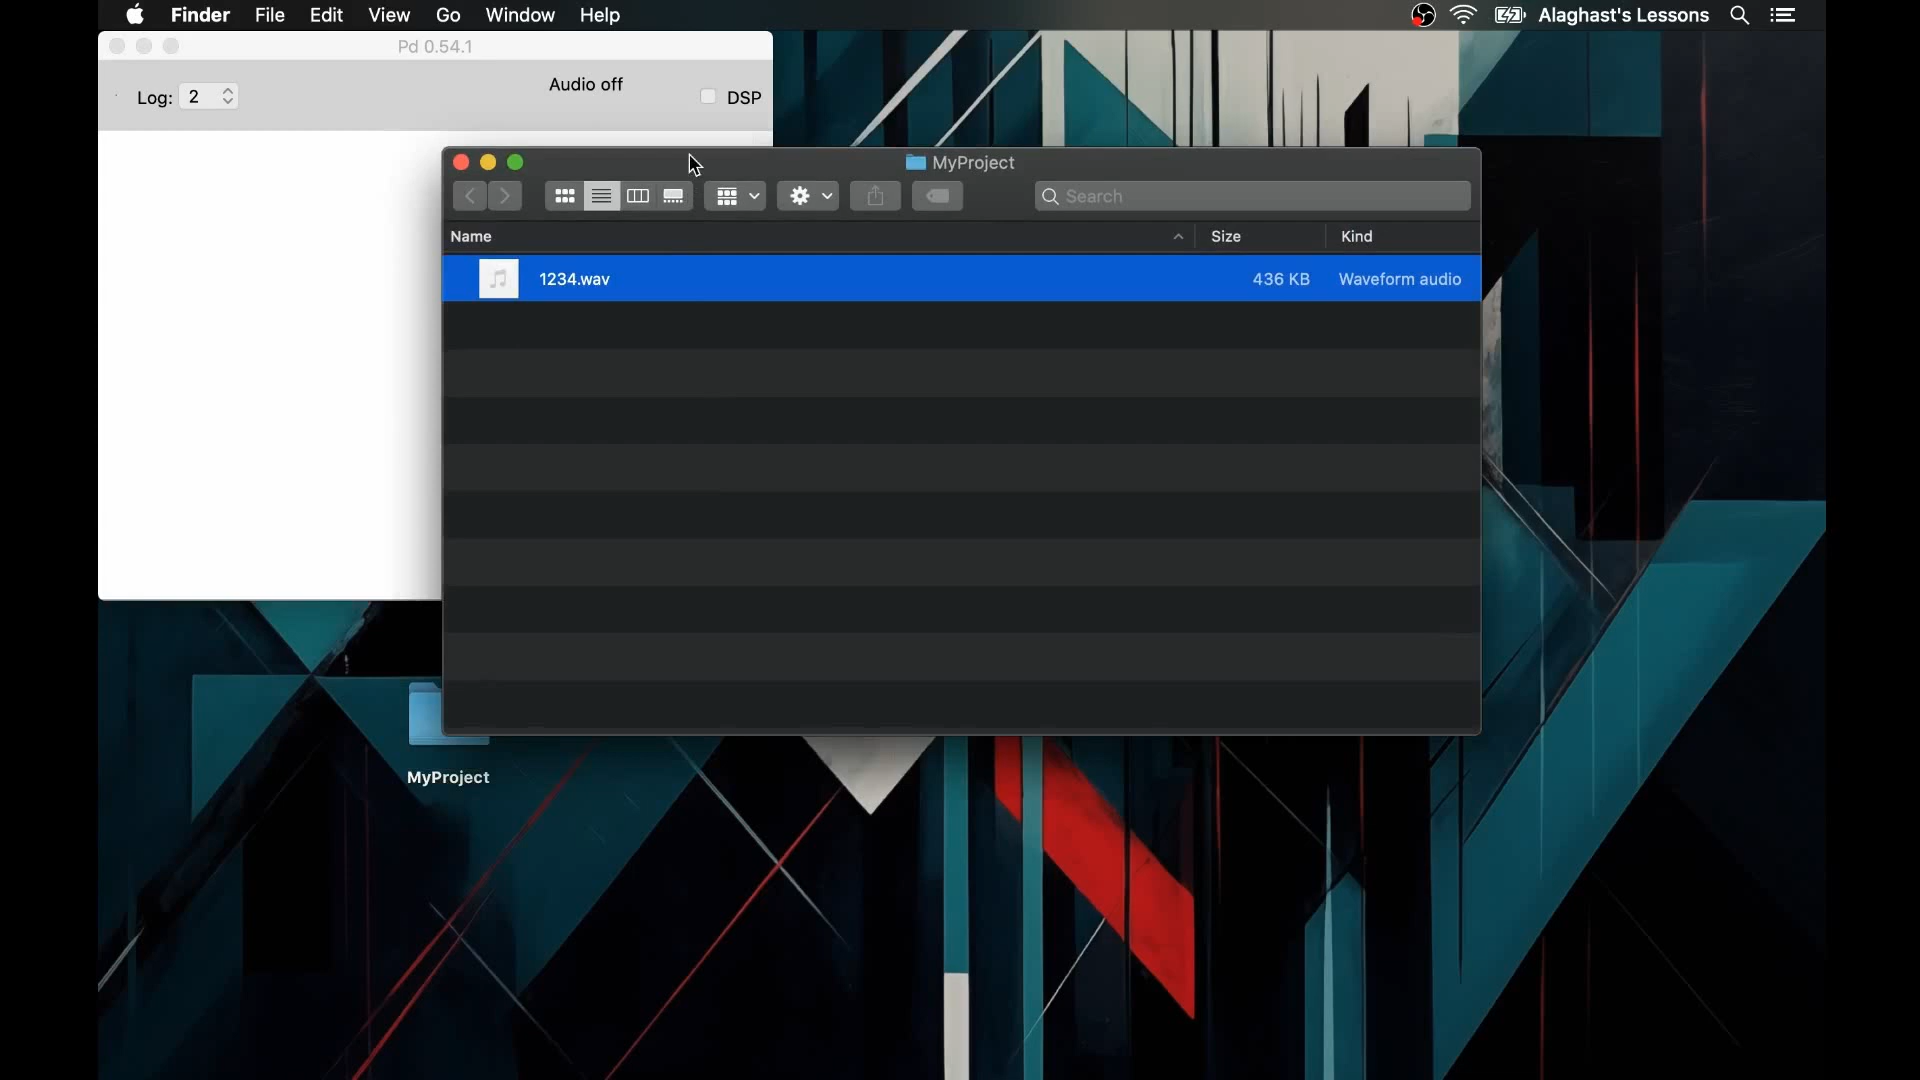 Finder File Edit View Go Window Help
Alaghast's Lessons
Pd 0.54.1
Log: 2
Audio off
DSP
MyProject
Search
Name Size Kind
1234.wav 436 KB Waveform audio
MyProject